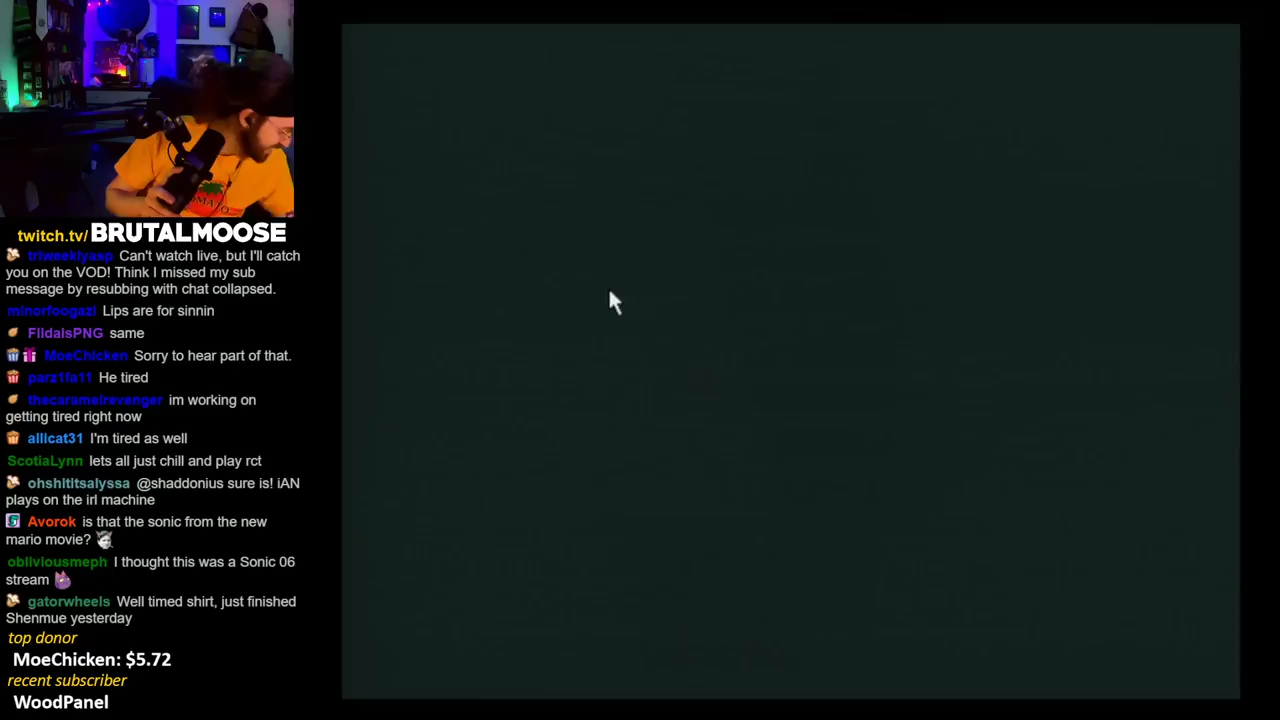 twitch.tv/BRUTALMOOSE
triweeklyasp Can't watch live, but I'll catch
you on the VOD! Think I missed my sub
message by resubbing with chat collapsed.
minorfoogazi Lips are for sinnin
FildaisPNG same
MoeChicken Sorry to hear part of that.
parz1fa11 He tired
thecaramelrevenger im working on
getting tired right now
allicat31 I'm tired as well
ScotiaLynn lets all just chill and play rct
ohshititsalyssa @shaddonius sure is! iAN
plays on the irl machine
Avorok is that the sonic from the new
mario movie?
obliviousmeph I thought this was a Sonic 06
stream
gatorwheels Well timed shirt, just finished
Shenmue yesterday
top donor
MoeChicken: $5.72
recent subscriber
WoodPanel